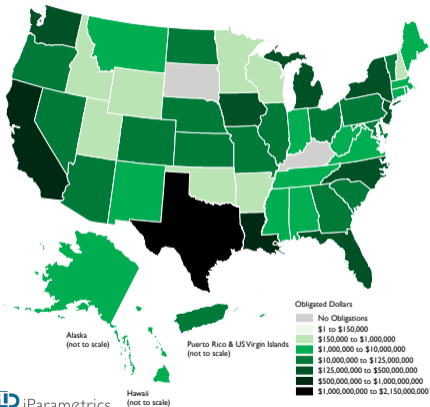 Obligated Dollars
No Obligations
$1 to $150,000
$150,000 to $1,000,000
$1,000,000 to $10,000,000
$10,000,000 to $125,000,000
$125,000,000 to $500,000,000
$500,000,000 to $1,000,000,000
$1,000,000,000 to $2,150,000,000
Alaska
(not to scale)
Puerto Rico & US Virgin Islands
(not to scale)
Hawaii
(not to scale)
iParametrics